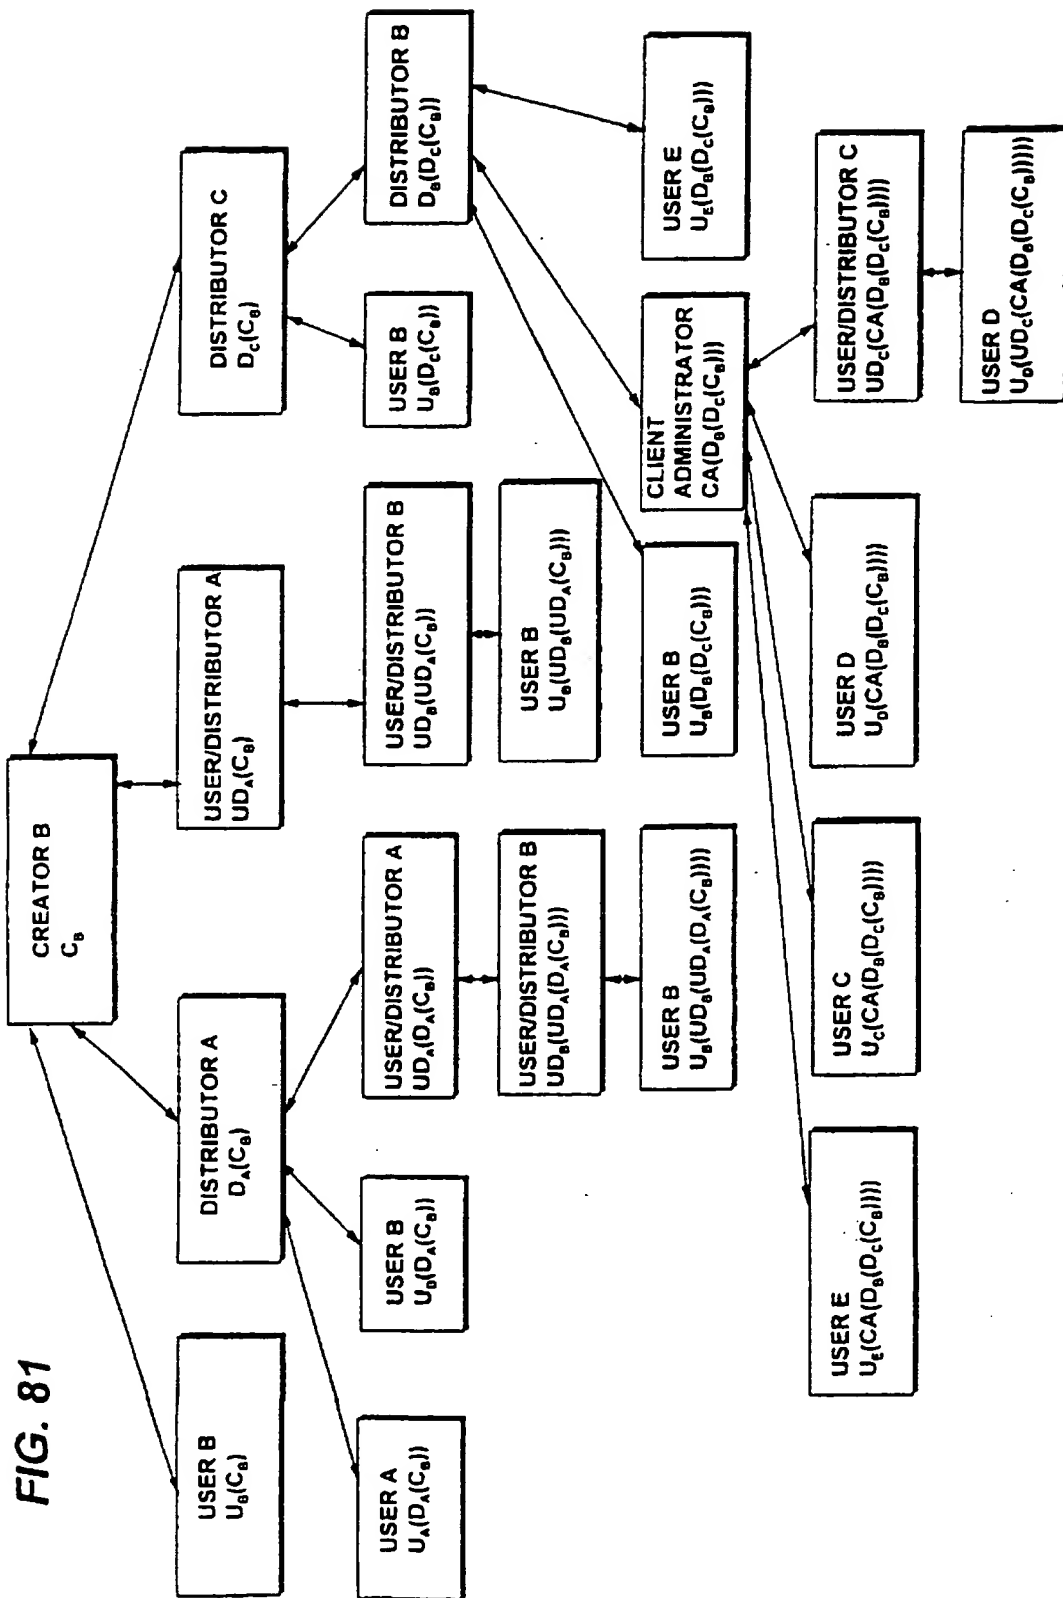 FIG. 81
CREATOR B
C_B
USER B
U_B(C_B)
DISTRIBUTOR A
D_A(C_B)
USER/DISTRIBUTOR A
UD_A(C_B)
DISTRIBUTOR C
D_C(C_B)
USER A
U_A(D_A(C_B))
USER B
U_B(D_A(C_B))
USER/DISTRIBUTOR A
UD_A(D_A(C_B))
USER/DISTRIBUTOR B
UD_B(UD_A(C_B))
USER B
U_B(D_C(C_B))
DISTRIBUTOR B
D_B(D_C(C_B))
USER/DISTRIBUTOR B
UD_B(UD_A(D_A(C_B)))
USER B
U_B(UD_B(UD_A(C_B)))
USER B
U_B(UD_B(UD_A(D_A(C_B))))
USER B
U_B(D_B(D_C(C_B)))
CLIENT
ADMINISTRATOR
CA(D_B(D_C(C_B)))
USER E
U_E(D_B(D_C(C_B)))
USER E
U_E(CA(D_B(D_C(C_B))))
USER C
U_C(CA(D_B(D_C(C_B))))
USER D
U_D(CA(D_B(D_C(C_B))))
USER/DISTRIBUTOR C
UD_C(CA(D_B(D_C(C_B))))
USER D
U_D(UD_C(CA(D_B(D_C(C_B)))))